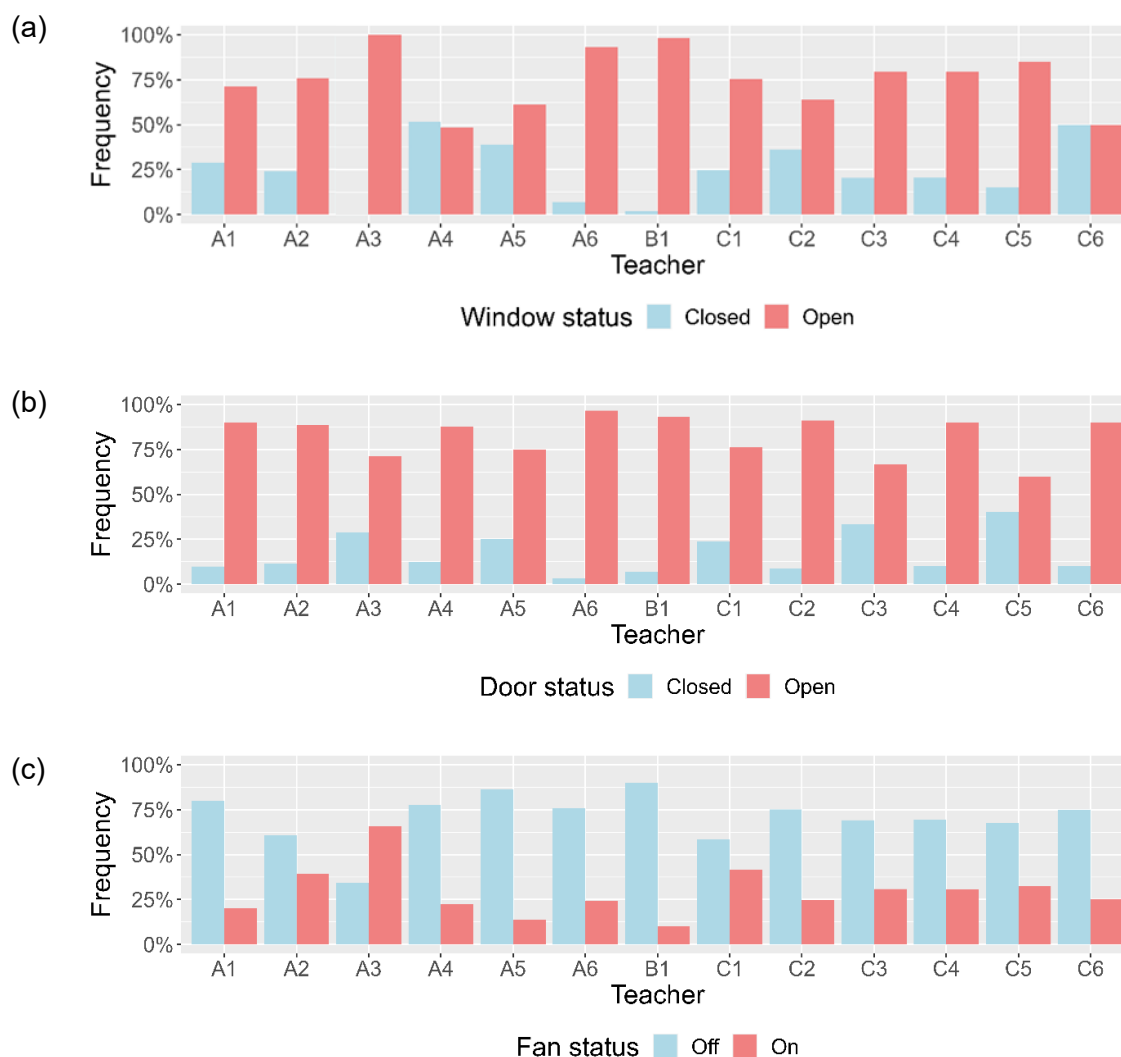 (a)
100%
75%
50%
25%
0%
Frequency
A1 A2 A3 A4 A5 A6 B1 C1 C2 C3 C4 C5 C6
Teacher
Window status Closed Open
(b)
100%
75%
50%
25%
0%
Frequency
A1 A2 A3 A4 A5 A6 B1 C1 C2 C3 C4 C5 C6
Teacher
Door status Closed Open
(c)
100%
75%
50%
25%
0%
Frequency
A1 A2 A3 A4 A5 A6 B1 C1 C2 C3 C4 C5 C6
Teacher
Fan status Off On